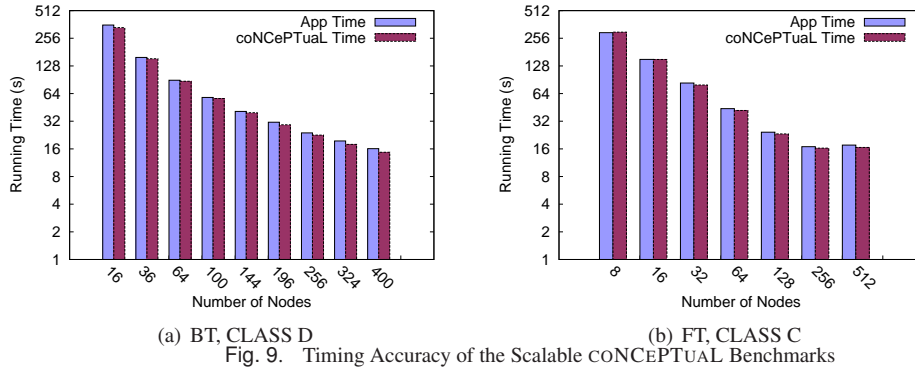 512
256
128
64
32
16
8
4
2
1
Running Time (s)
App Time
coNCePTuaL Time
16 36 64 100 144 196 256 324 400
Number of Nodes
(a) BT, CLASS D
512
256
128
64
32
16
8
4
2
1
Running Time (s)
App Time
coNCePTuaL Time
8 16 32 64 128 256 512
Number of Nodes
(b) FT, CLASS C
Fig. 9. Timing Accuracy of the Scalable CONCEPTUAL Benchmarks